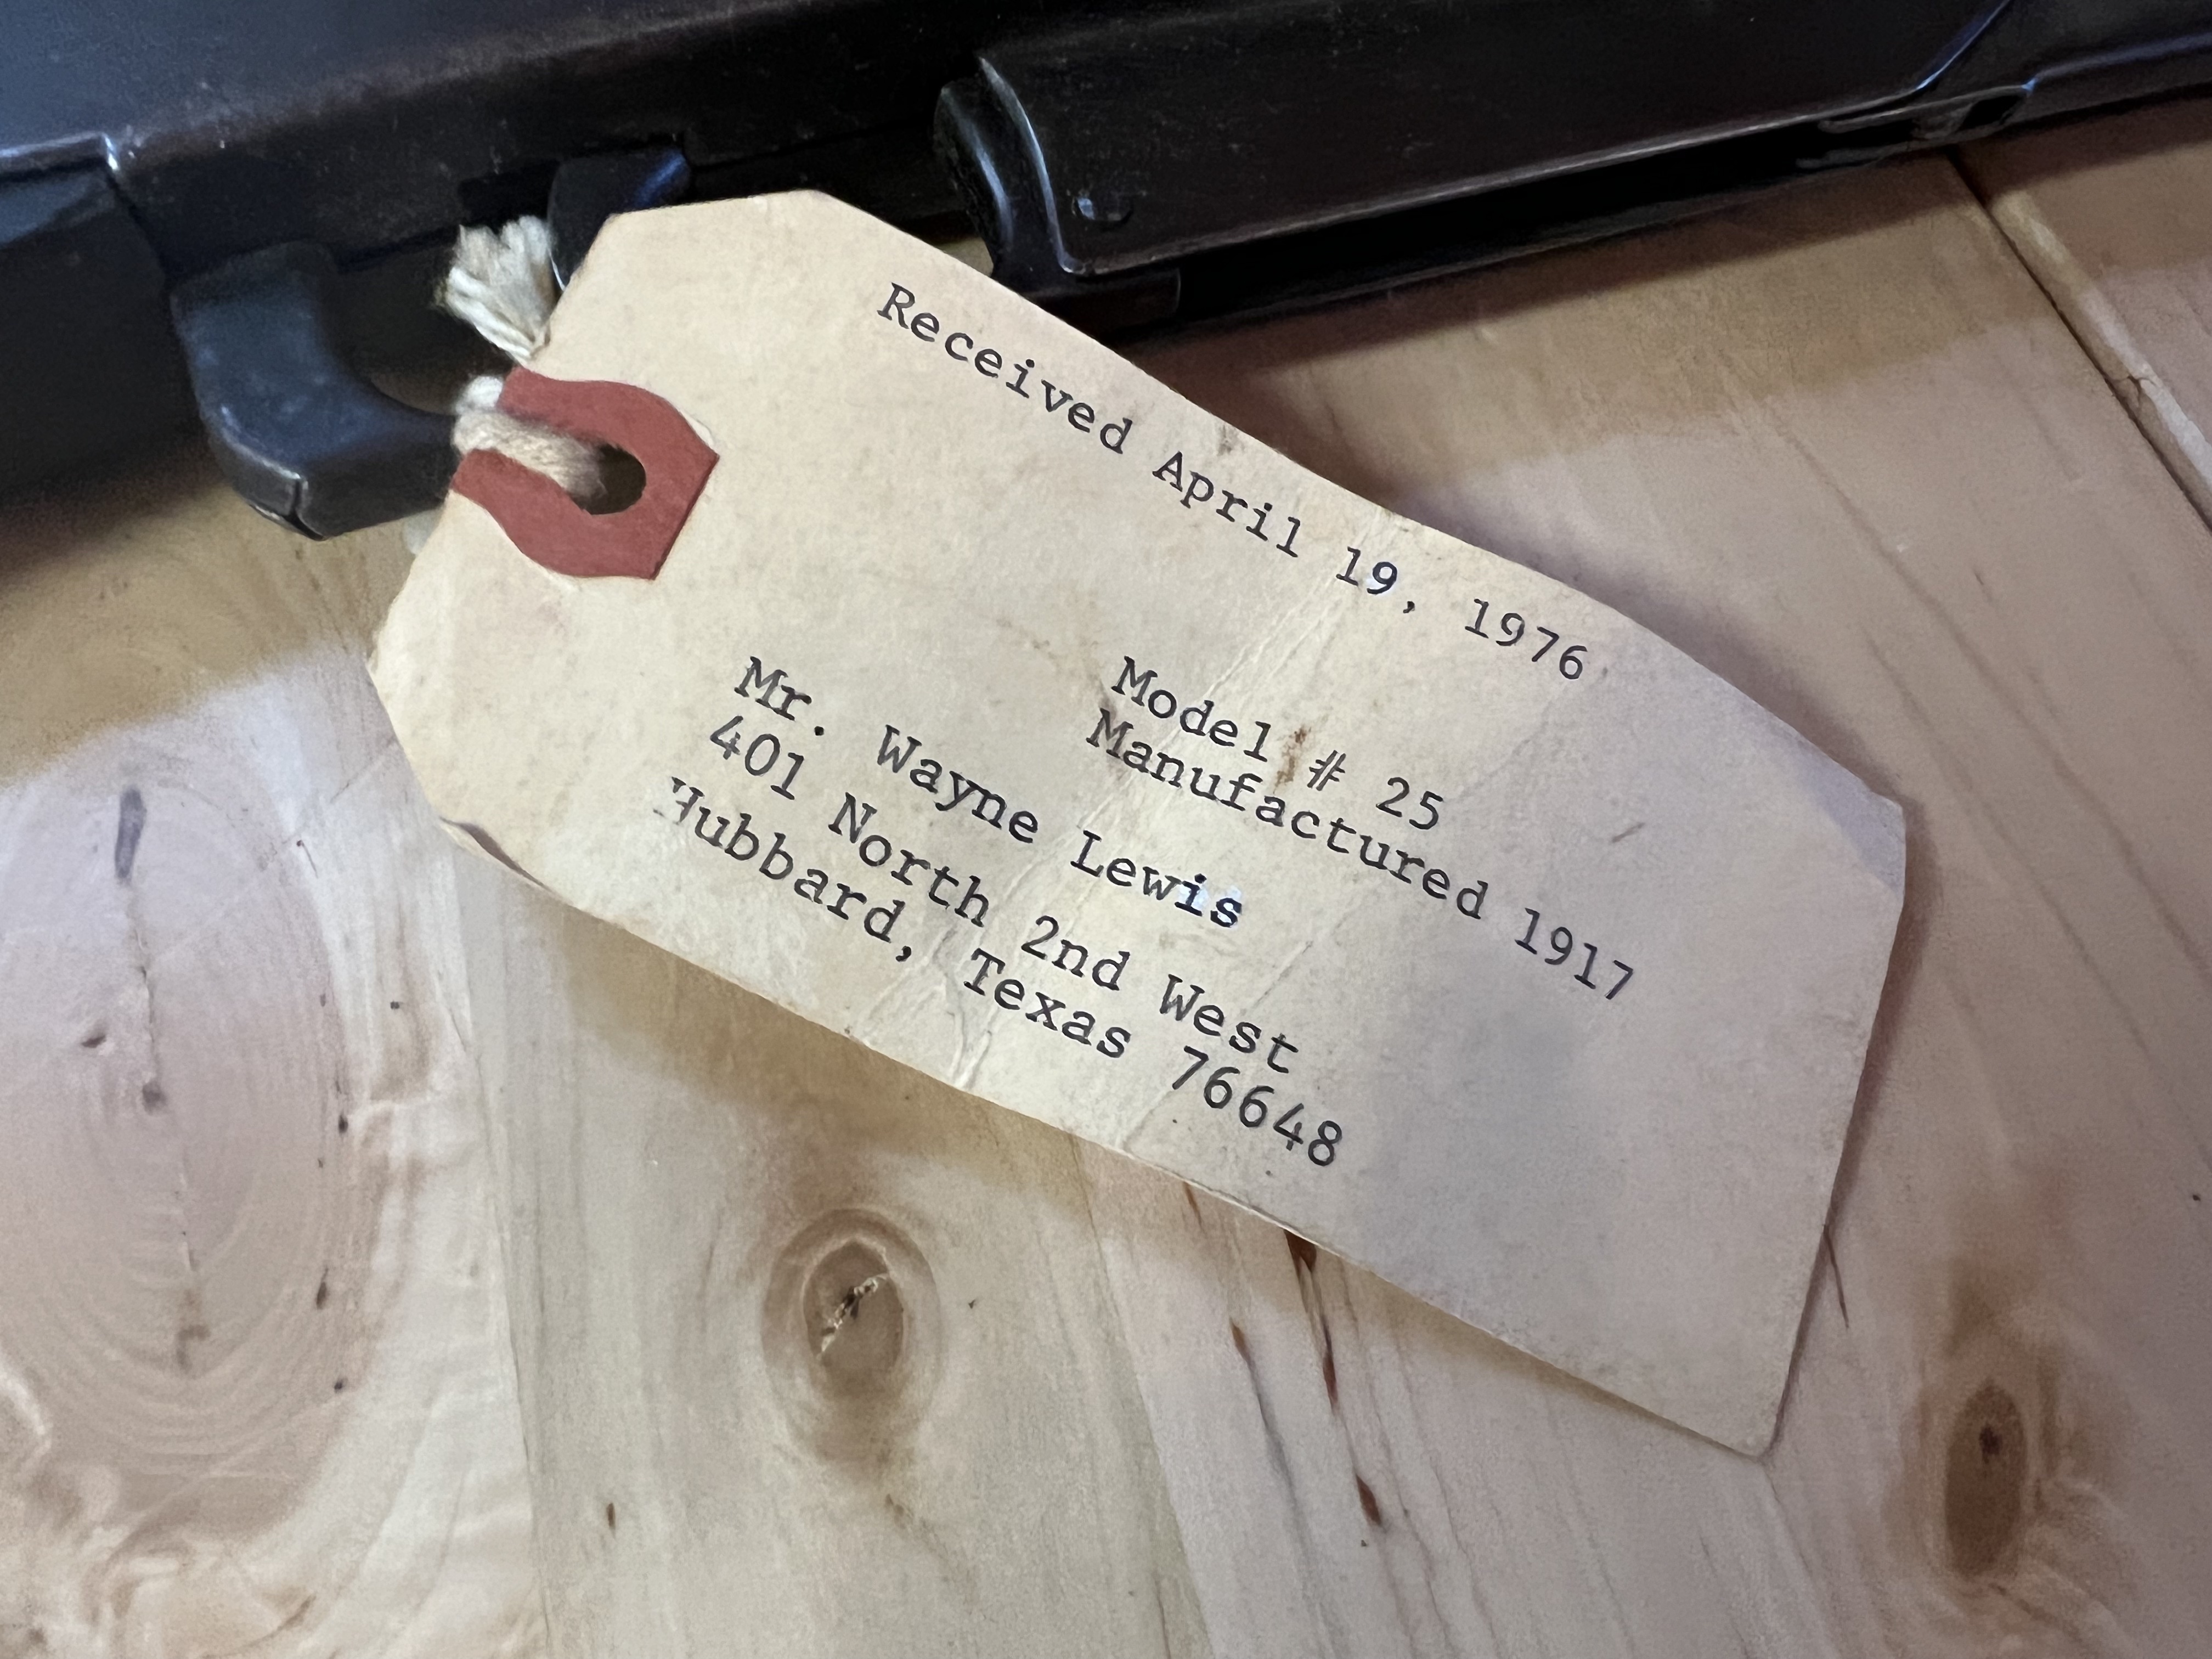 Received April 19, 1976
Model # 25
Manufactured 1917
Mr. Wayne Lewis
401 North 2nd West
Hubbard, Texas 76648